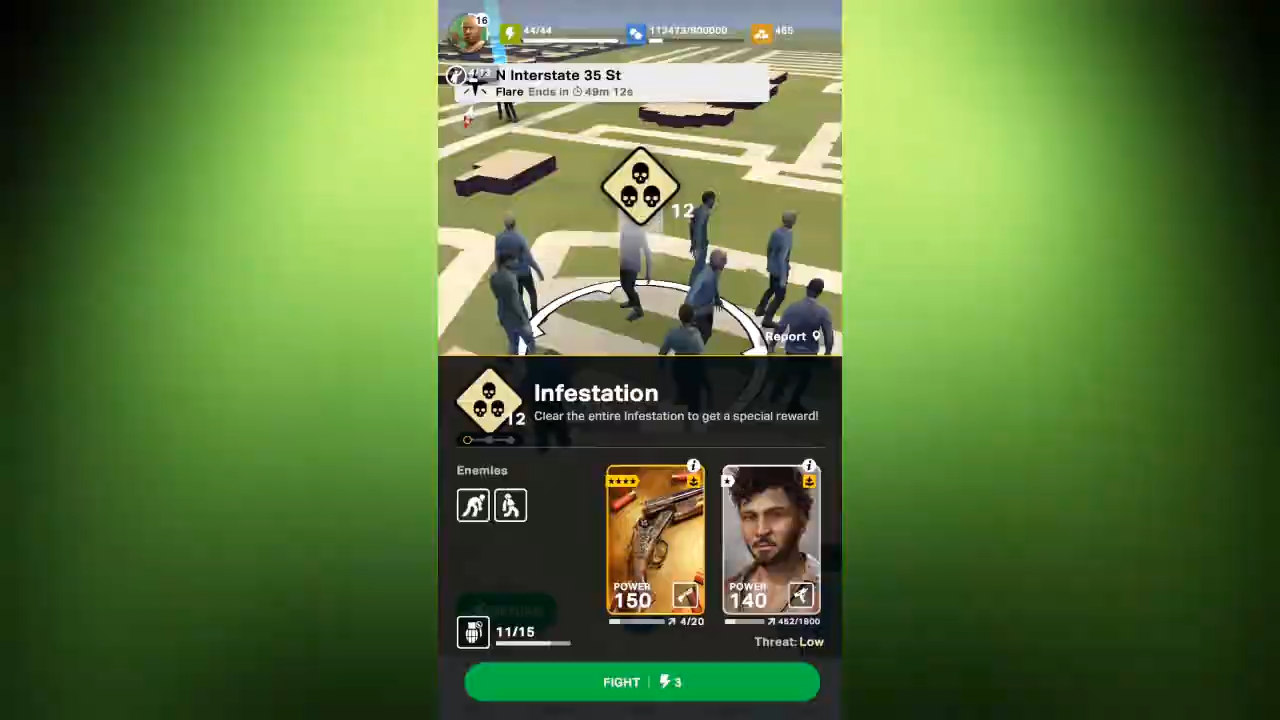 16
44/44
113473/800000
465
N Interstate 35 St
Flare Ends in 49m 12s
12
Report
12
Infestation
Clear the entire Infestation to get a special reward!
Enemies
POWER
150
POWER
140
4/20
452/1800
11/15
Threat: Low
FIGHT | 3